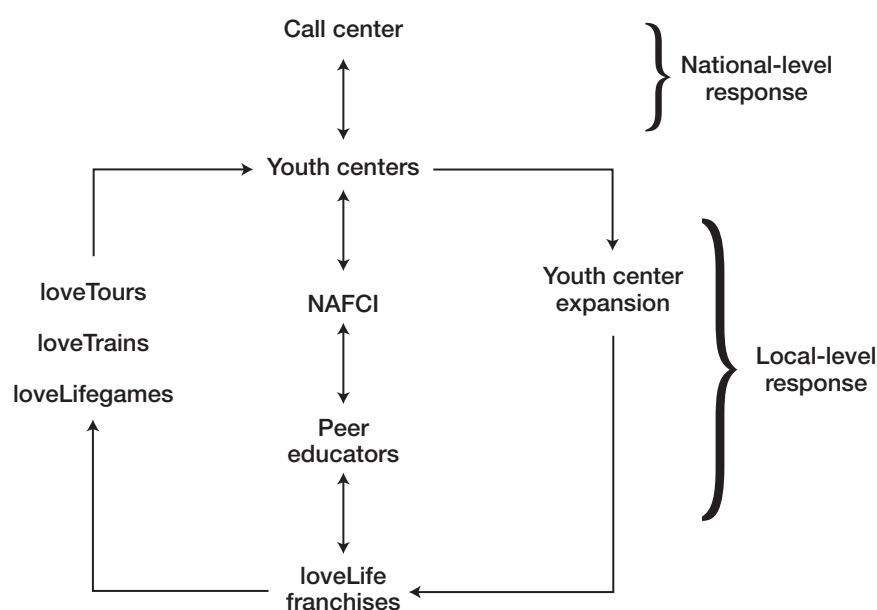 Call center
National-level
response
Youth centers
Youth center
expansion
loveTours
NAFCI
loveTrains
Local-level
response
loveLifegames
Peer
educators
loveLife
franchises